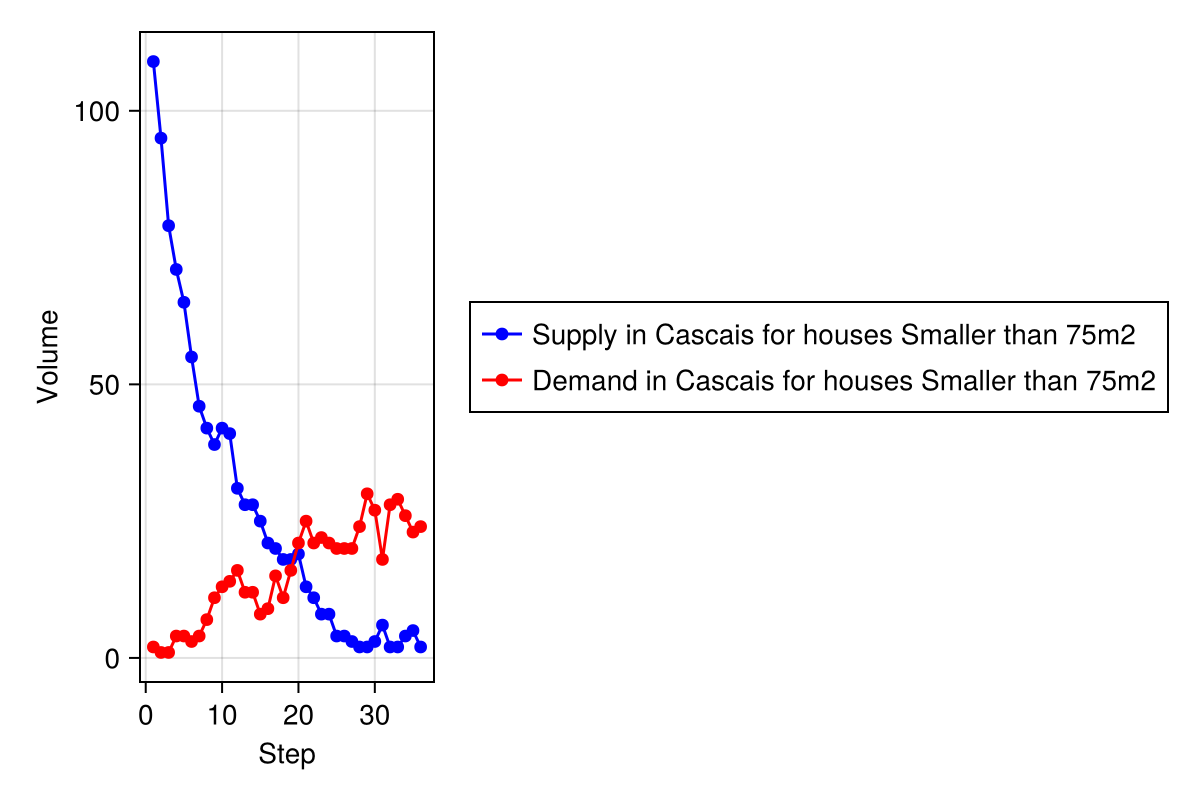 100
50
0
Volume
0 10 20 30
Step
Supply in Cascais for houses Smaller than 75m2
Demand in Cascais for houses Smaller than 75m2